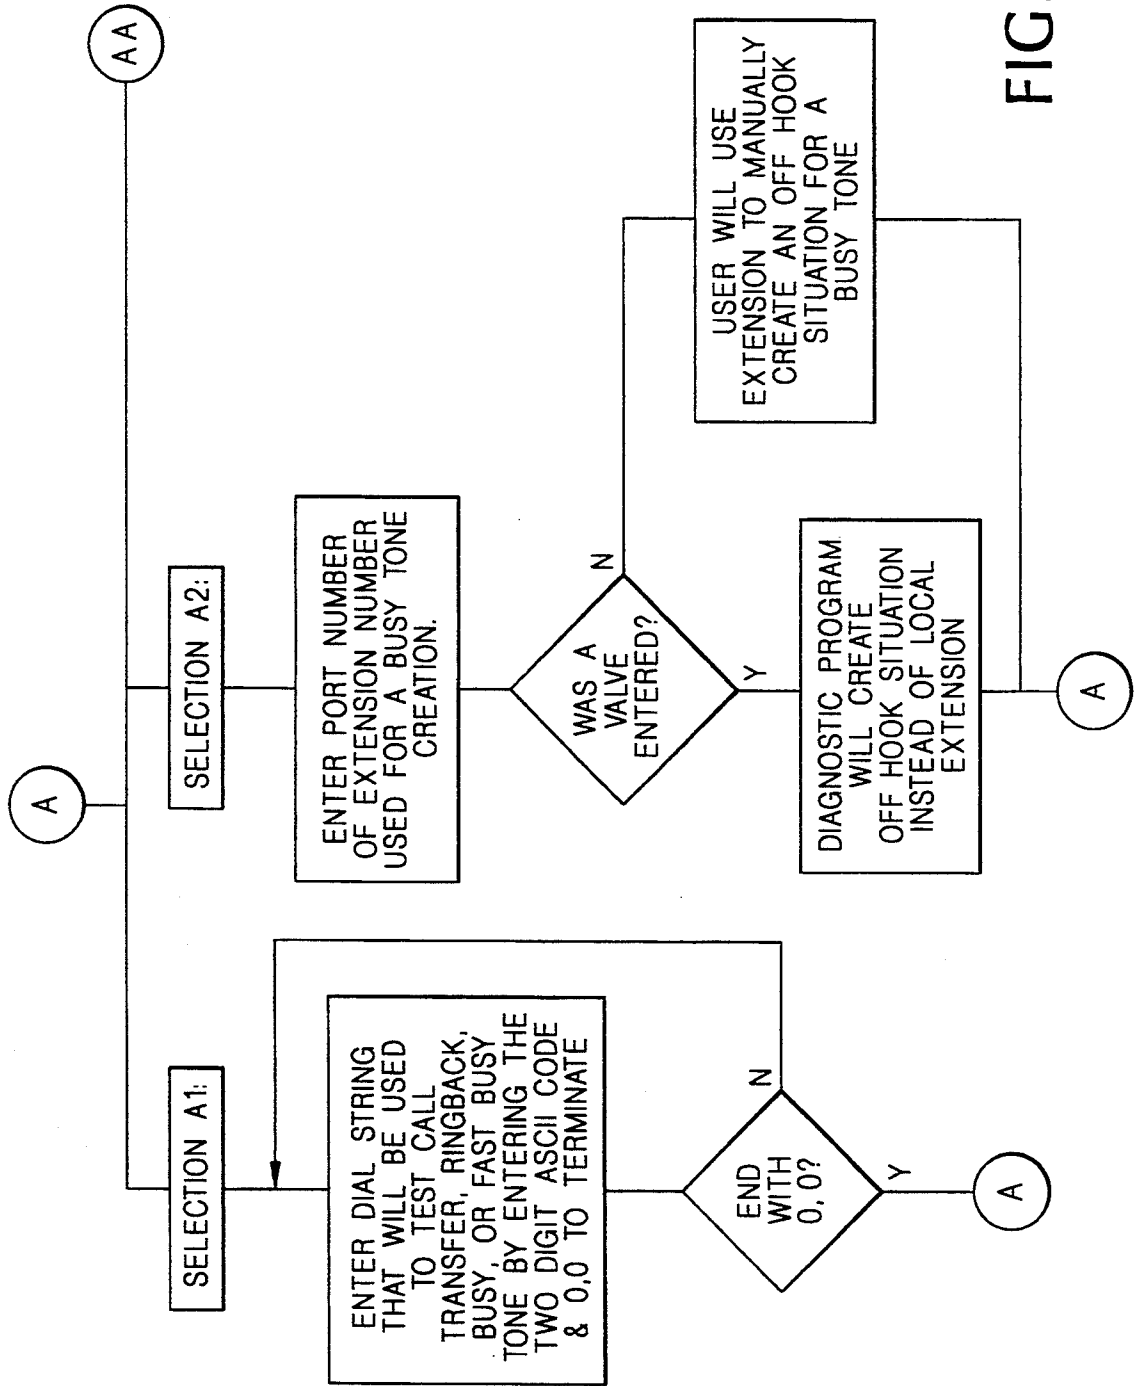 A
AA
SELECTION A1:
ENTER DIAL STRING
THAT WILL BE USED
TO TEST CALL
TRANSFER, RINGBACK,
BUSY, OR FAST BUSY
TONE BY ENTERING THE
TWO DIGIT ASCII CODE
& 0,0 TO TERMINATE
END
WITH
0,0?
N
Y
A
SELECTION A2:
ENTER PORT NUMBER
OF EXTENSION NUMBER
USED FOR A BUSY TONE
CREATION.
WAS A
VALVE
ENTERED?
N
Y
DIAGNOSTIC PROGRAM
WILL CREATE
OFF HOOK SITUATION
INSTEAD OF LOCAL
EXTENSION
USER WILL USE
EXTENSION TO MANUALLY
CREATE AN OFF HOOK
SITUATION FOR A
BUSY TONE
A
FIG.